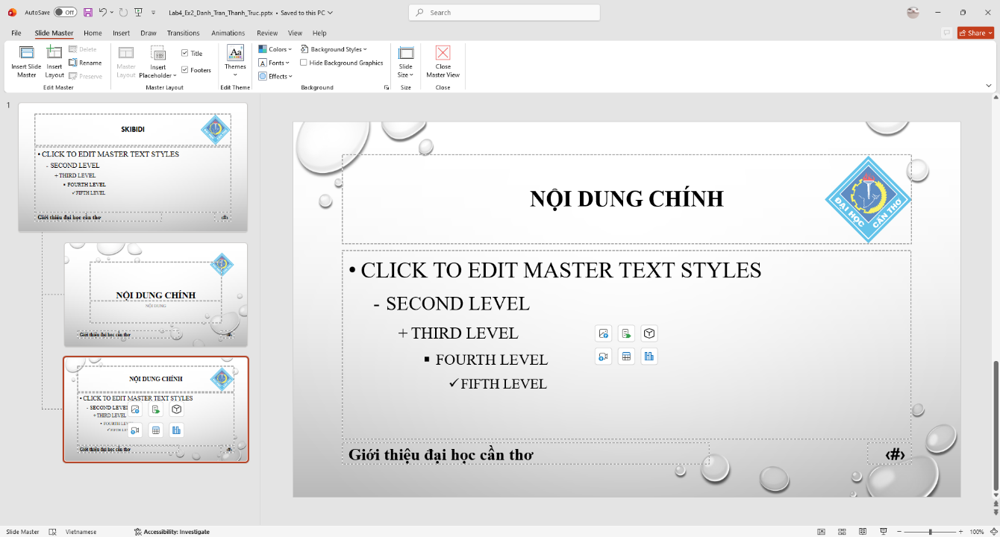 AutoSave Off
Lab4_Ex2_Danh_Tran_Thanh_Truc.pptx • Saved to this PC
Search
File Slide Master Home Insert Draw Transitions Animations Review View Help
Share
Insert Slide Master
Insert Layout
Delete
Rename
Preserve
Edit Master
Master Layout
Insert Placeholder
Title
Footers
Master Layout
Themes
Edit Theme
Colors
Fonts
Effects
Background Styles
Hide Background Graphics
Background
Slide Size
Size
Close Master View
Close
1
SKIBIDI
• CLICK TO EDIT MASTER TEXT STYLES
- SECOND LEVEL
+ THIRD LEVEL
▪ FOURTH LEVEL
✓ FIFTH LEVEL
Giới thiệu đại học cần thơ
‹#›
NỘI DUNG CHÍNH
NỘI DUNG
Giới thiệu đại học cần thơ
‹#›
NỘI DUNG CHÍNH
• CLICK TO EDIT MASTER TEXT STYLES
- SECOND LEVEL
+ THIRD LEVEL
▪ FOURTH LEVEL
✓ FIFTH
Giới thiệu đại học cần thơ
‹#›
NỘI DUNG CHÍNH
ĐẠI HỌC CẦN THƠ
• CLICK TO EDIT MASTER TEXT STYLES
- SECOND LEVEL
+ THIRD LEVEL
▪ FOURTH LEVEL
✓ FIFTH LEVEL
Giới thiệu đại học cần thơ
‹#›
Slide Master
Vietnamese
Accessibility: Investigate
100%